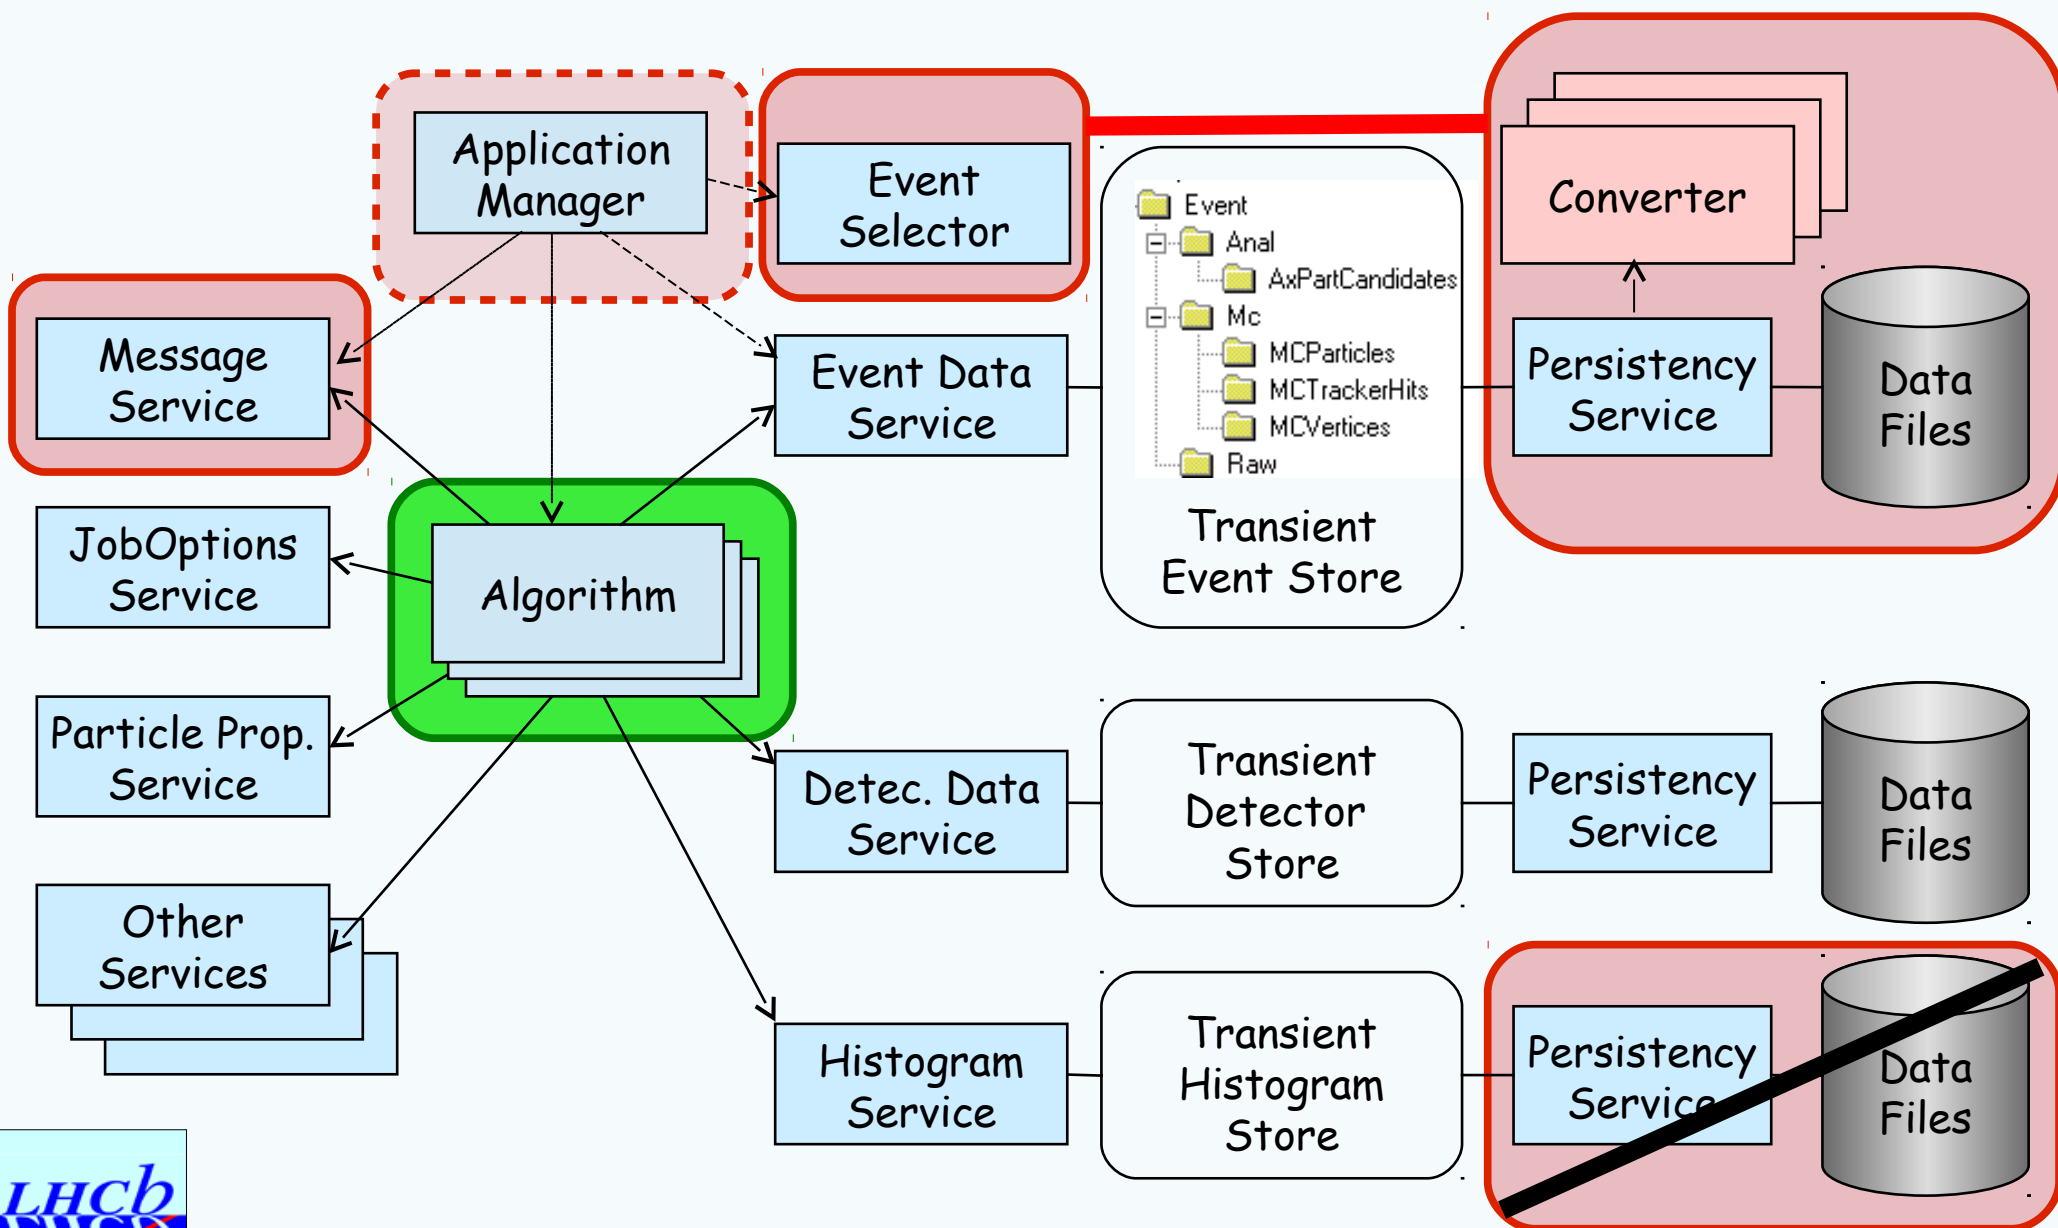 Application
Manager
Event
Selector
Converter
Event
Anal
AxPartCandidates
Mc
MCParticles
MCTrackerHits
MCVertices
Raw
Transient
Event Store
Message
Service
Event Data
Service
Persistency
Service
Data
Files
JobOptions
Service
Algorithm
Particle Prop.
Service
Detec. Data
Service
Transient
Detector
Store
Persistency
Service
Data
Files
Other
Services
Histogram
Service
Transient
Histogram
Store
Persistency
Service
Data
Files
LHCb